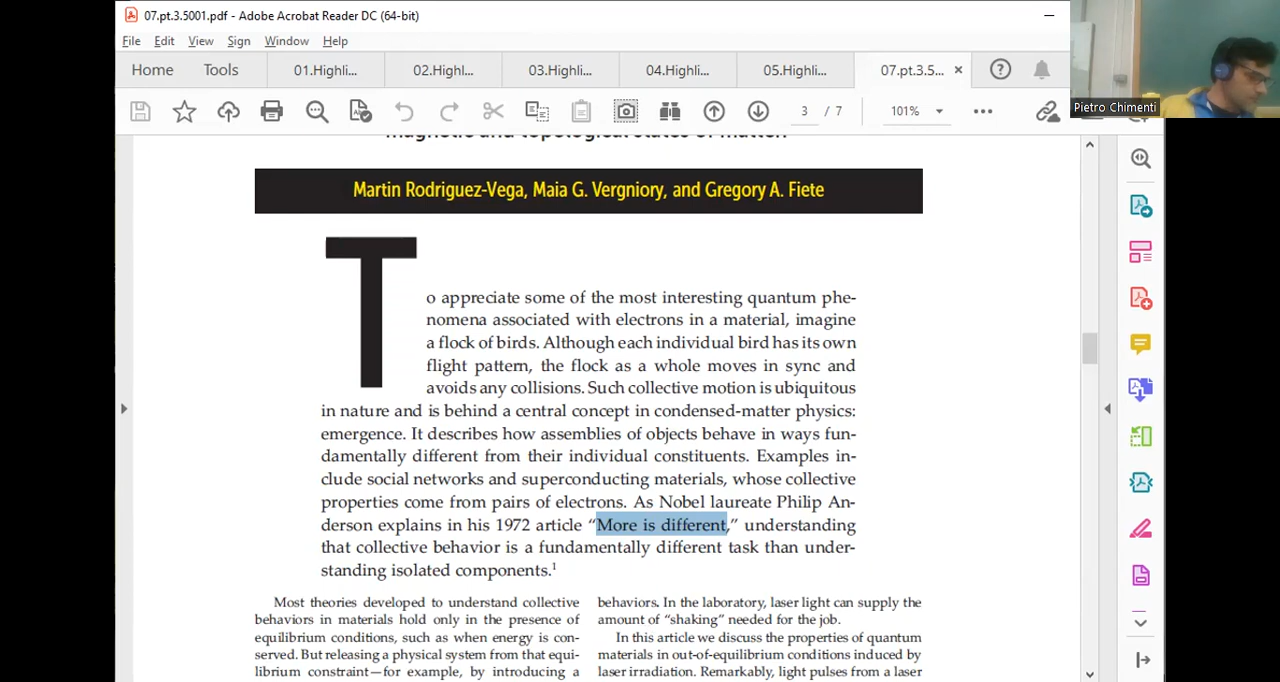 07.pt.3.5001.pdf - Adobe Acrobat Reader DC (64-bit)
File Edit View Sign Window Help
Home Tools 01.Highli... 02.Highl... 03.Highli... 04.Highli... 05.Highli... 07.pt.3.5...
3 / 7 101%
Pietro Chimenti
magnetic and topological states of matter.
Martin Rodriguez-Vega, Maia G. Vergniory, and Gregory A. Fiete
To appreciate some of the most interesting quantum phe-
nomena associated with electrons in a material, imagine
a flock of birds. Although each individual bird has its own
flight pattern, the flock as a whole moves in sync and
avoids any collisions. Such collective motion is ubiquitous
in nature and is behind a central concept in condensed-matter physics:
emergence. It describes how assemblies of objects behave in ways fun-
damentally different from their individual constituents. Examples in-
clude social networks and superconducting materials, whose collective
properties come from pairs of electrons. As Nobel laureate Philip An-
derson explains in his 1972 article “More is different,” understanding
that collective behavior is a fundamentally different task than under-
standing isolated components.1
Most theories developed to understand collective
behaviors in materials hold only in the presence of
equilibrium conditions, such as when energy is con-
served. But releasing a physical system from that equi-
librium constraint—for example, by introducing a
behaviors. In the laboratory, laser light can supply the
amount of “shaking” needed for the job.
In this article we discuss the properties of quantum
materials in out-of-equilibrium conditions induced by
laser irradiation. Remarkably, light pulses from a laser